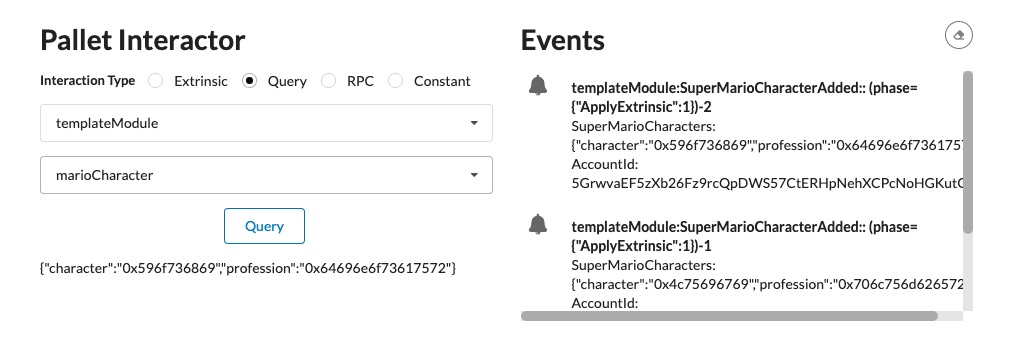 Pallet Interactor
Interaction Type Extrinsic Query RPC Constant
templateModule
marioCharacter
Query
{"character":"0x596f736869","profession":"0x64696e6f73617572"}
Events
templateModule:SuperMarioCharacterAdded:: (phase=
{"ApplyExtrinsic":1})-2
SuperMarioCharacters:
{"character":"0x596f736869","profession":"0x64696e6f7361757
AccountId:
5GrwvaEF5zXb26Fz9rcQpDWS57CtERHpNehXCPcNoHGKutQ
templateModule:SuperMarioCharacterAdded:: (phase=
{"ApplyExtrinsic":1})-1
SuperMarioCharacters:
{"character":"0x4c75696769","profession":"0x706c756d626572
AccountId: